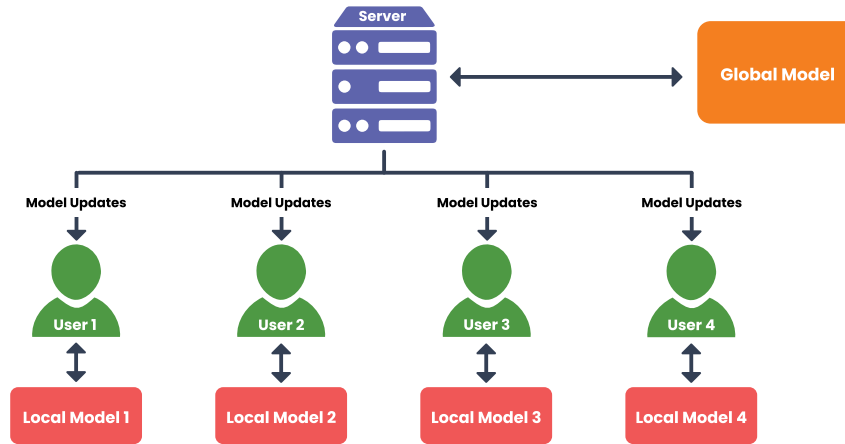 Server
Global Model
Model Updates
Model Updates
Model Updates
Model Updates
User 1
User 2
User 3
User 4
Local Model 1
Local Model 2
Local Model 3
Local Model 4